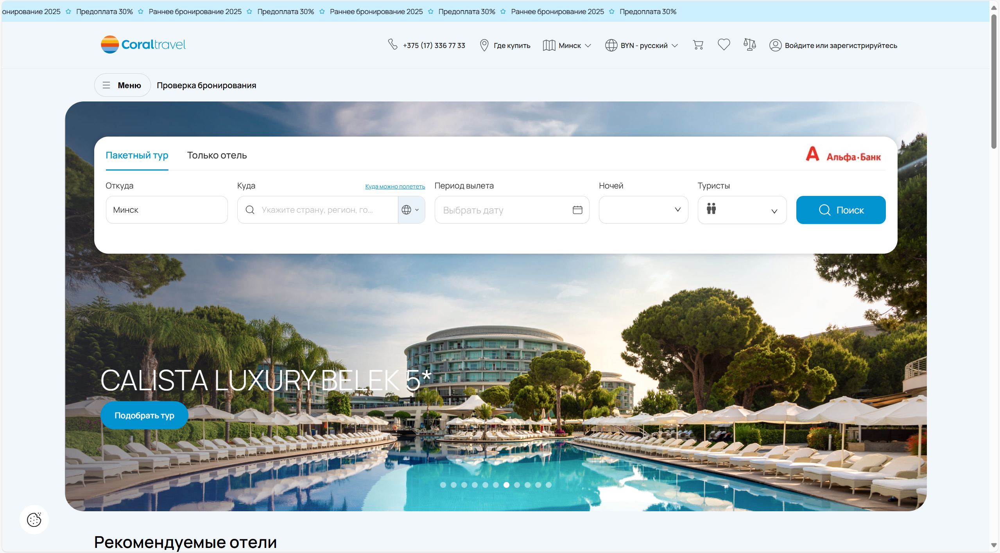 онирование 2025 Предоплата 30% Раннее бронирование 2025 Предоплата 30% Раннее бронирование 2025 Предоплата 30% Раннее бронирование 2025 Предоплата 30%
Coraltravel
+375 (17) 336 77 33 Где купить Минск BYN - русский Войдите или зарегистрируйтесь
Меню Проверка бронирования
Пакетный тур Только отель Альфа·Банк
Откуда Куда Куда можно полететь Период вылета Ночей Туристы
Минск Укажите страну, регион, го... Выбрать дату Поиск
CALISTA LUXURY BELEK 5*
Подобрать тур
Рекомендуемые отели